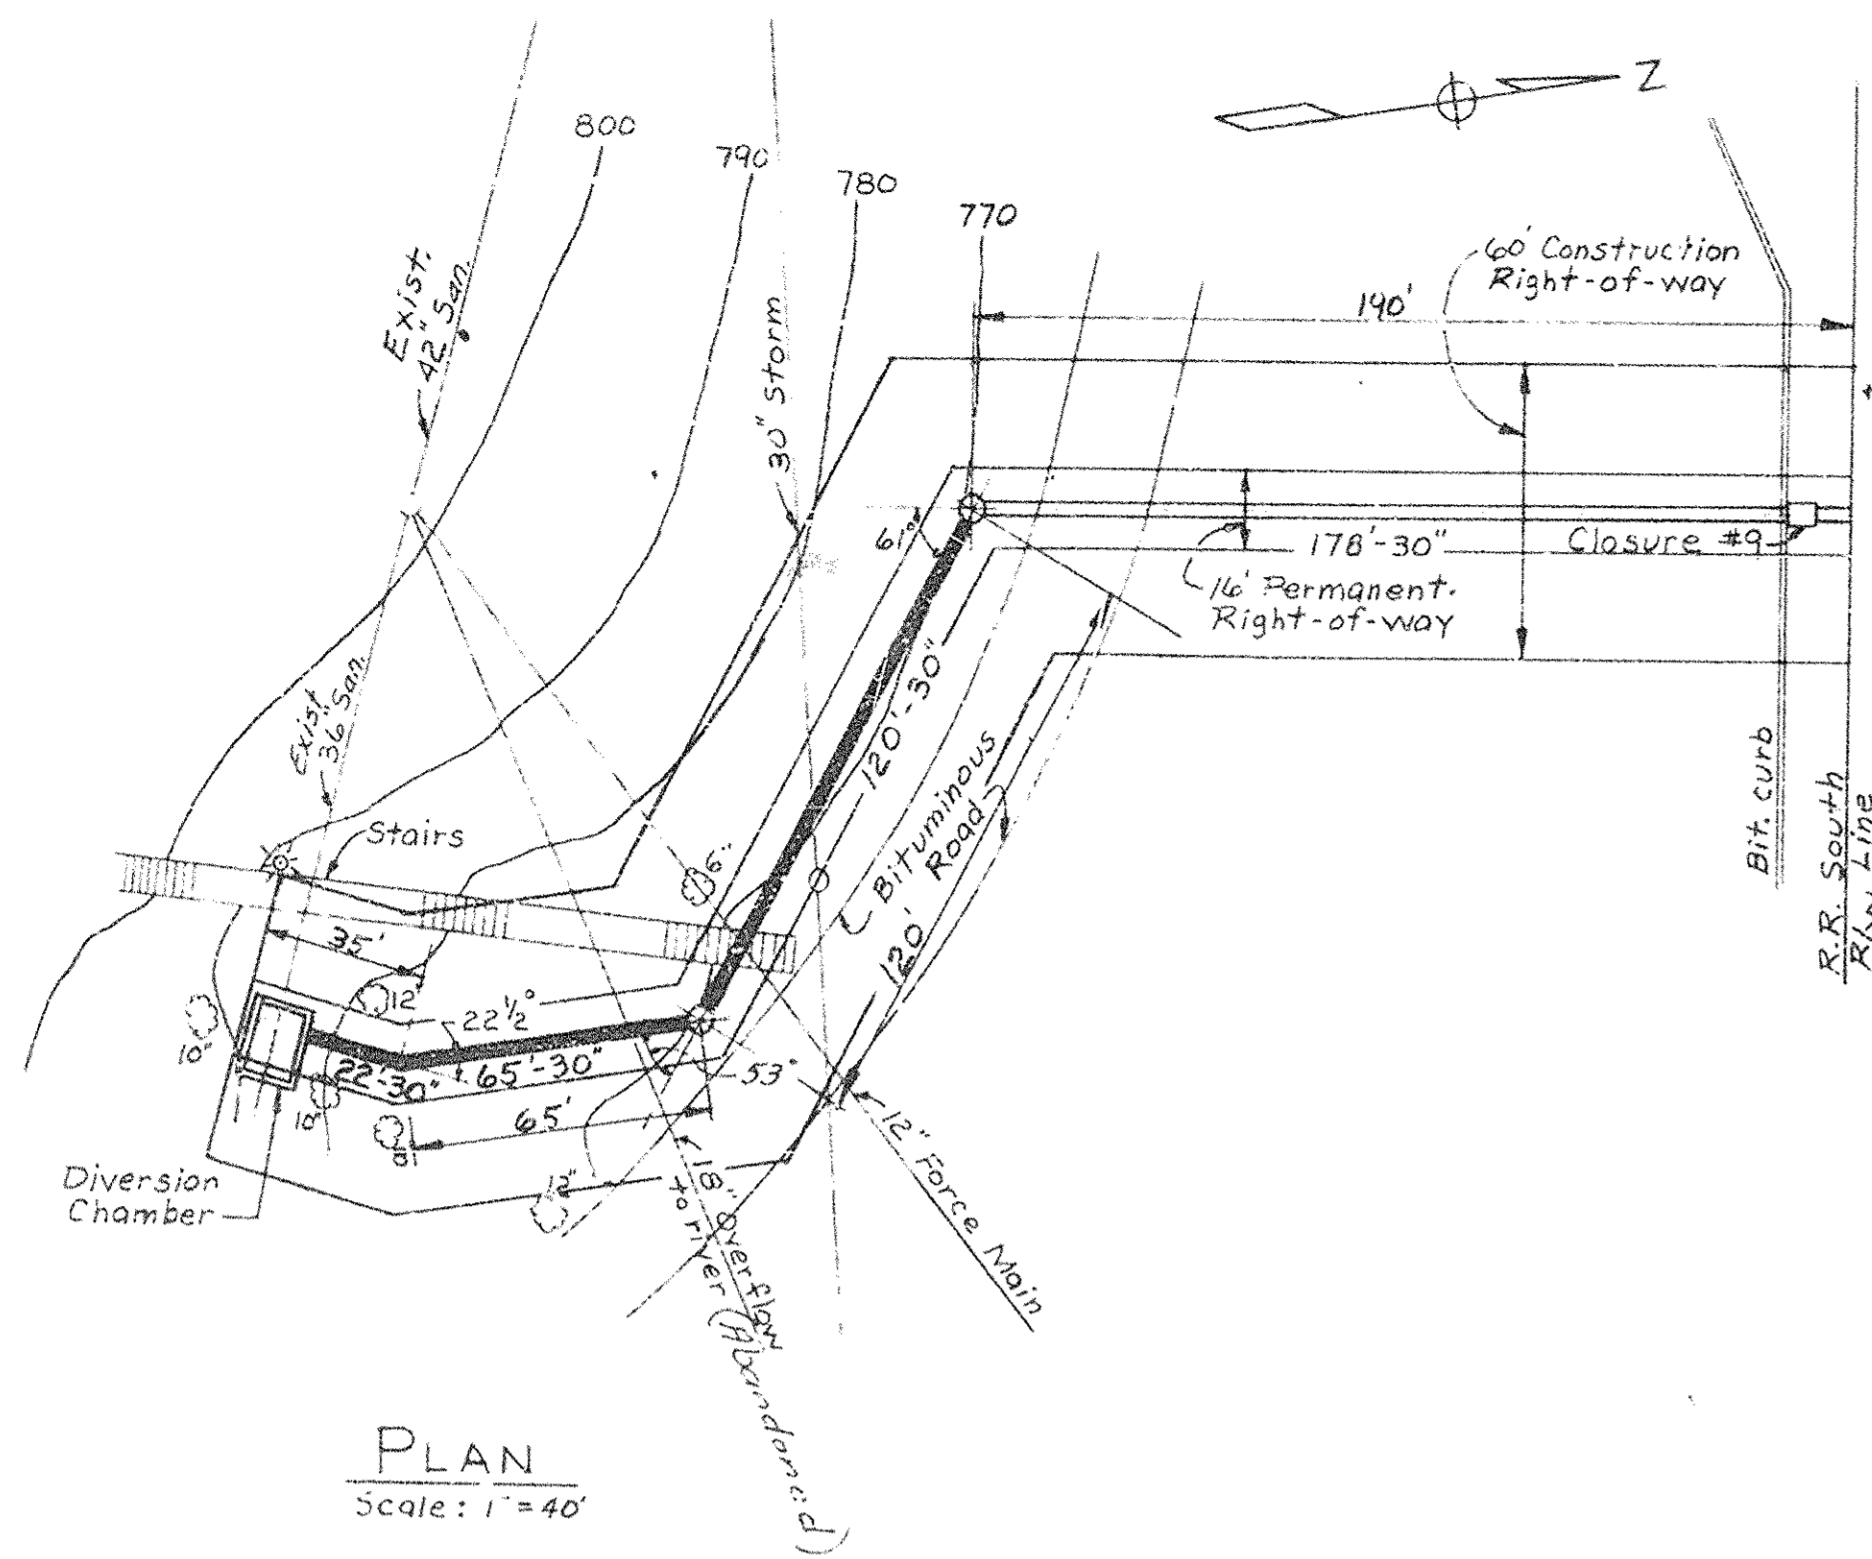 Z
800
790
780
770
60' Construction
Right-of-way
190'
Exist.
42" San.
30" Storm
61°
178'-30"
Closure #9
16' Permanent
Right-of-way
120'-30"
Exist.
36" San.
Bituminous
Road
Bit. curb
R.R. South
Line
Stairs
6"
120'
35'
12"
22 1/2°
10"
22'-30"
65'-30"
53°
10"
65'
12" Force Main
Diversion
Chamber
12"
18" overflow
to river (Abandoned)
PLAN
Scale: 1" = 40'